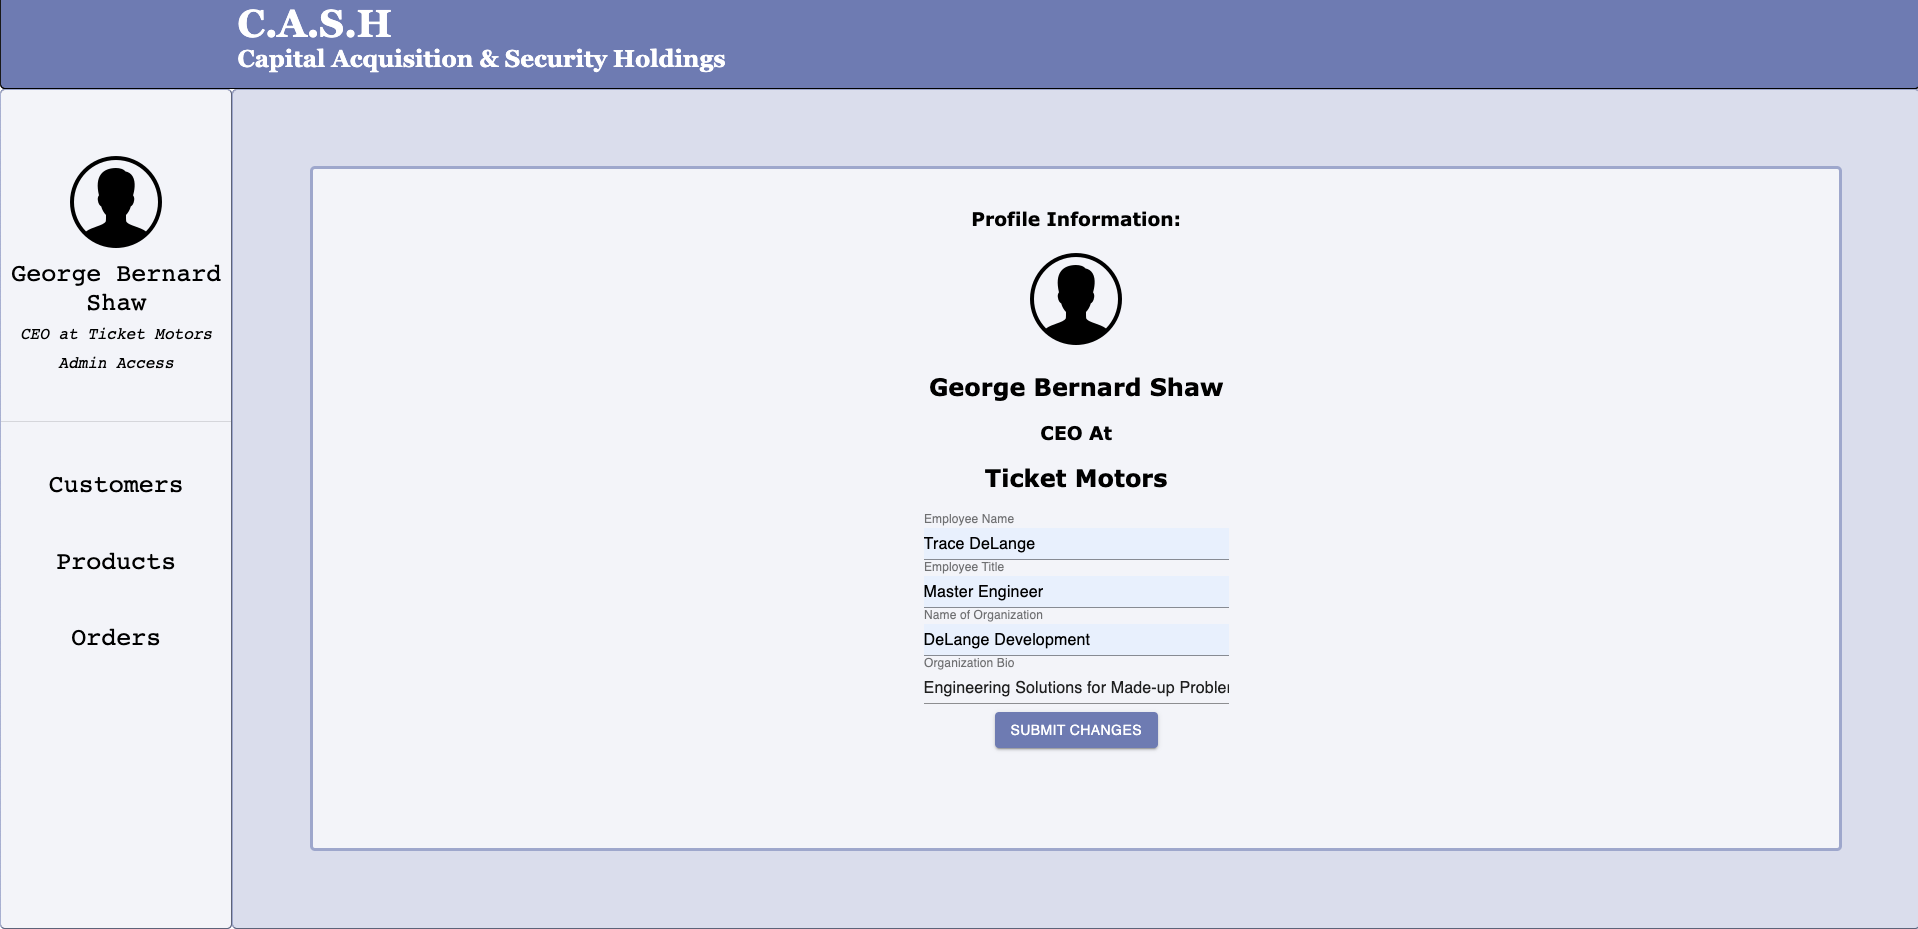 C.A.S.H
Capital Acquisition & Security Holdings
George Bernard
Shaw
CEO at Ticket Motors
Admin Access
Customers
Products
Orders
Profile Information:
George Bernard Shaw
CEO At
Ticket Motors
Employee Name
Trace DeLange
Employee Title
Master Engineer
Name of Organization
DeLange Development
Organization Bio
Engineering Solutions for Made-up
SUBMIT CHANGES